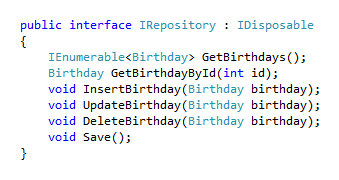 public interface IRepository : IDisposable
{
    IEnumerable<Birthday> GetBirthdays();
    Birthday GetBirthdayById(int id);
    void InsertBirthday(Birthday birthday);
    void UpdateBirthday(Birthday birthday);
    void DeleteBirthday(Birthday birthday);
    void Save();
}